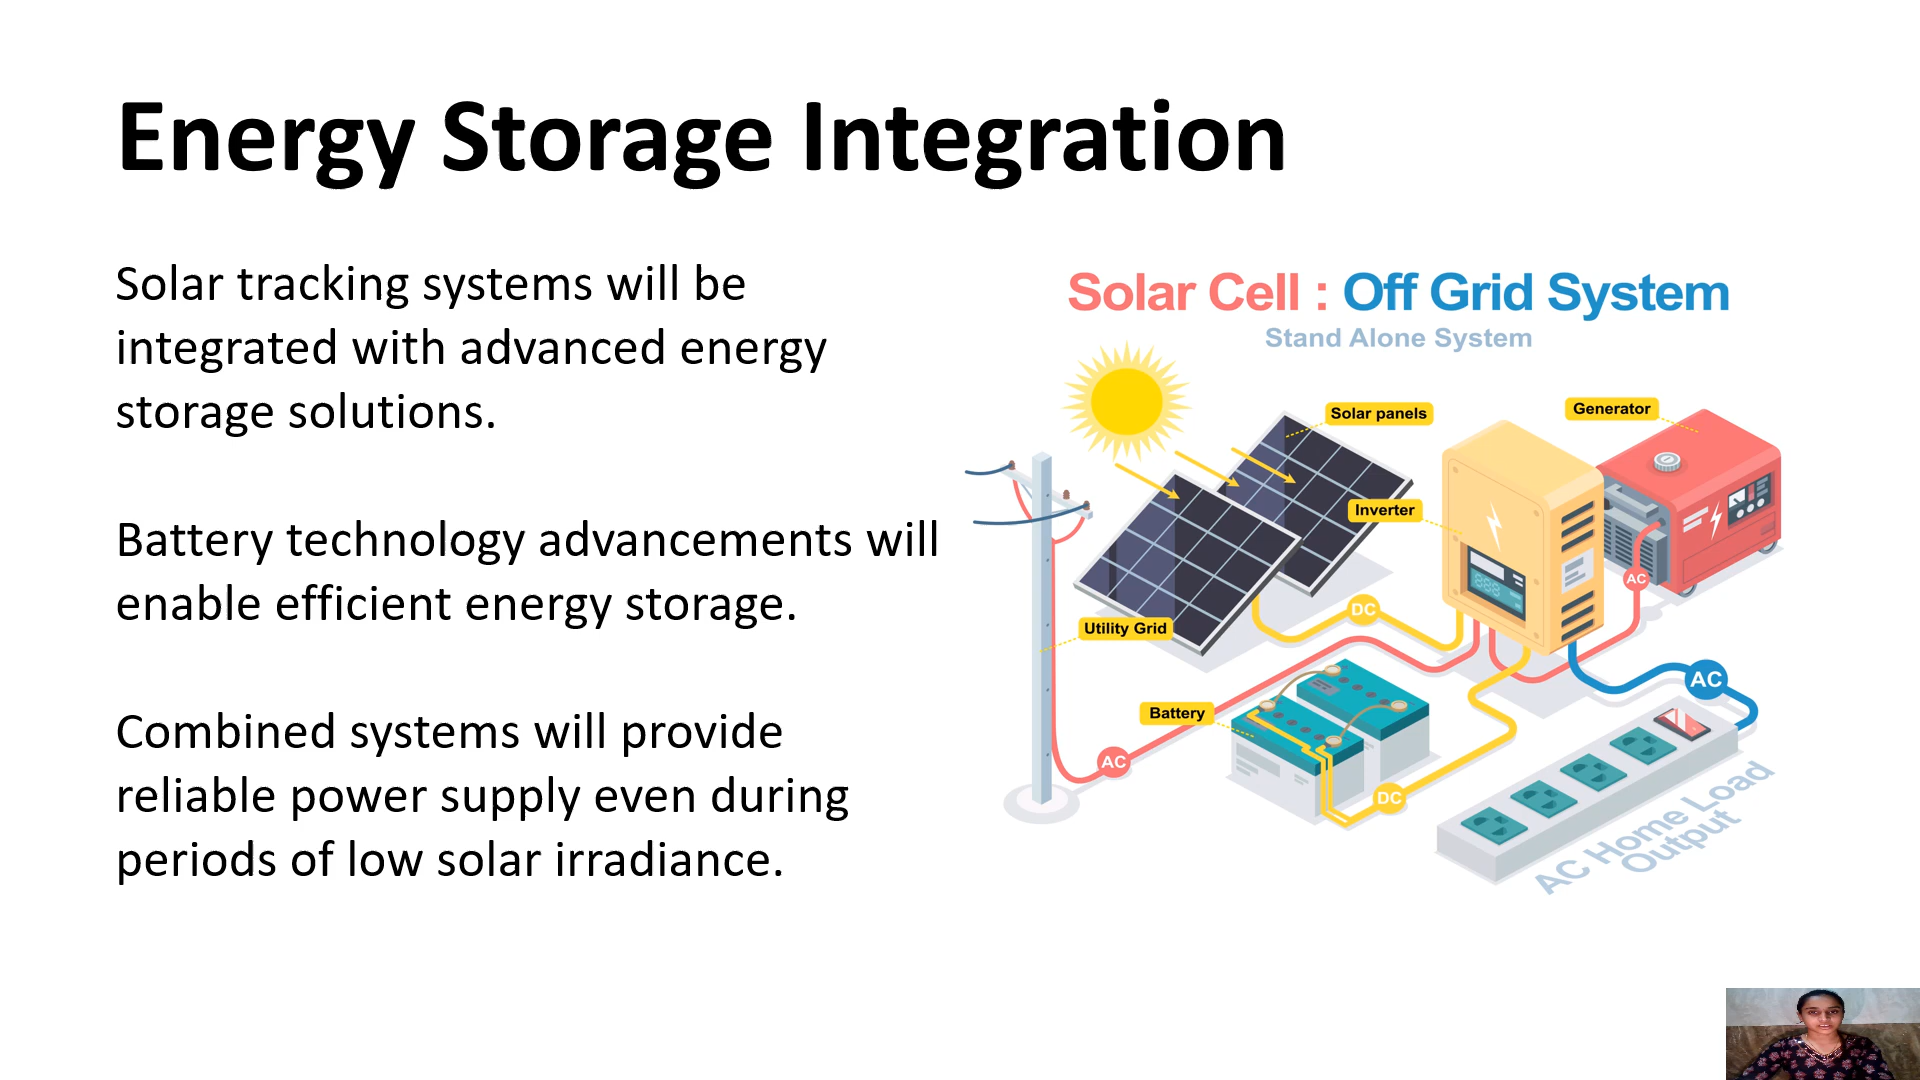 Energy Storage Integration
Solar tracking systems will be
integrated with advanced energy
storage solutions.
Battery technology advancements will
enable efficient energy storage.
Combined systems will provide
reliable power supply even during
periods of low solar irradiance.
Solar Cell : Off Grid System
Stand Alone System
Solar panels
Generator
Inverter
AC
DC
Utility Grid
AC
Battery
AC
DC
AC Home Load
Output